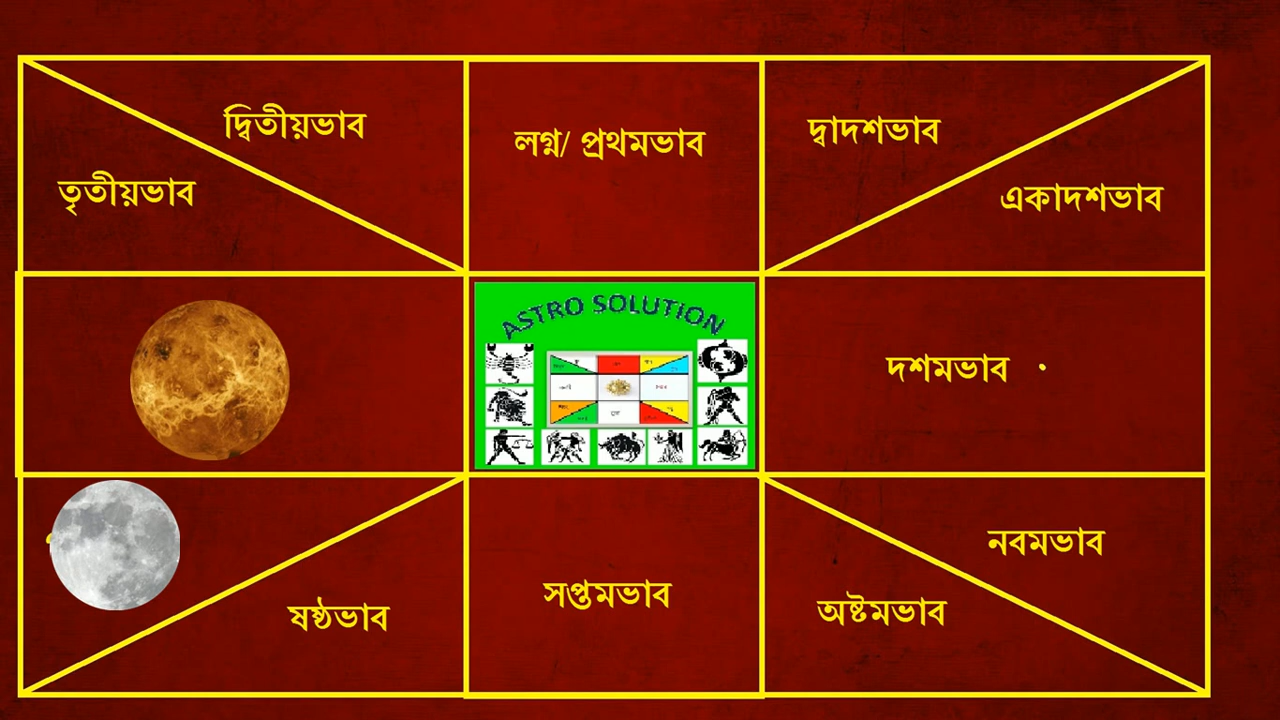 দ্বিতীয়ভাব
লগ্ন/ প্রথমভাব
দ্বাদশভাব
তৃতীয়ভাব
একাদশভাব
ASTRO SOLUTION
দশমভাব
নবমভাব
ষষ্ঠভাব
সপ্তমভাব
অষ্টমভাব